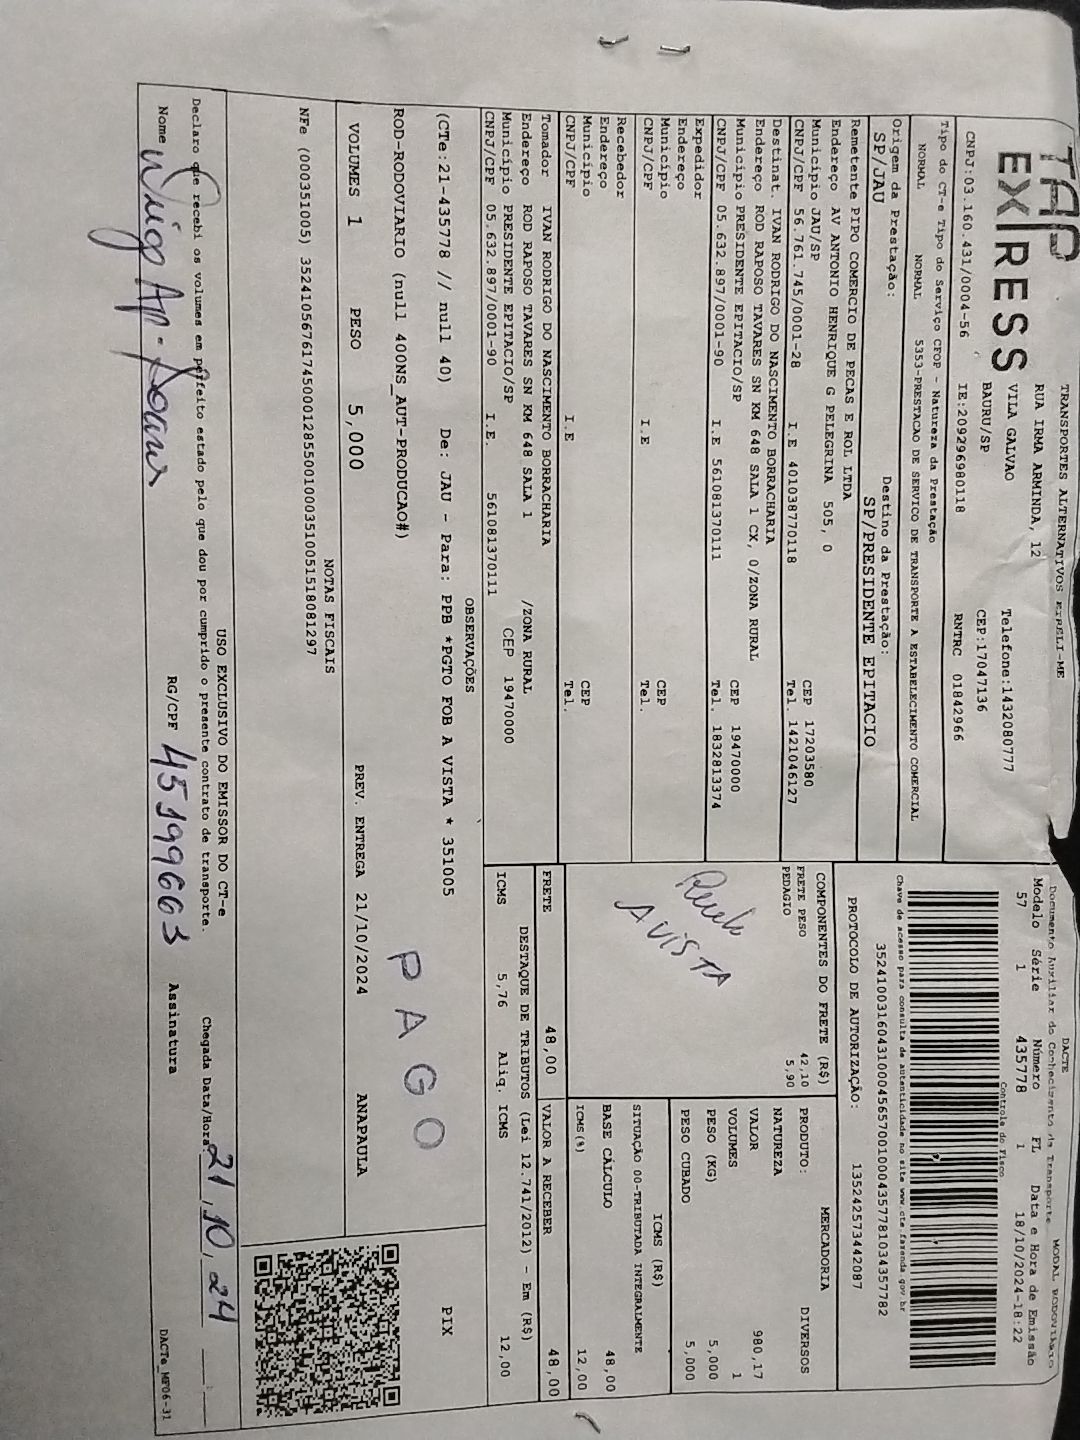 TAP
EXPRESS
TRANSPORTES ALTERNATIVOS EIRELI-ME
RUA IRMA ARMINDA, 12
VILA GALVAO
BAURU/SP
Telefone:1432080777
CEP:17047136
CNPJ:03.160.431/0004-56 IE:209296980118 RNTRC 01842966
Tipo do CT-e Tipo do Serviço CFOP - Natureza da Prestação
NORMAL NORMAL 5353-PRESTACAO DE SERVICO DE TRANSPORTE A ESTABELECIMENTO COMERCIAL
Origem da Prestação: Destino da Prestação:
SP/JAU SP/PRESIDENTE EPITACIO
Remetente PIPO COMERCIO DE PECAS E ROL LTDA
Endereço AV ANTONIO HENRIQUE G PELEGRINA 505, 0
Município JAU/SP CEP 17203580
CNPJ/CPF 56.761.745/0001-28 I.E 401038770118 Tel. 1421046127
Destinat. IVAN RODRIGO DO NASCIMENTO BORRACHARIA
Endereço ROD RAPOSO TAVARES SN KM 648 SALA 1 CX, 0/ZONA RURAL
Município PRESIDENTE EPITACIO/SP CEP 19470000
CNPJ/CPF 05.632.897/0001-90 I.E 561081370111 Tel. 1832813374
Expedidor
Endereço
Município CEP
CNPJ/CPF I.E Tel.
Recebedor
Endereço
Município CEP
CNPJ/CPF I.E Tel.
Tomador IVAN RODRIGO DO NASCIMENTO BORRACHARIA
Endereço ROD RAPOSO TAVARES SN KM 648 SALA 1 /ZONA RURAL
Município PRESIDENTE EPITACIO/SP CEP 19470000
CNPJ/CPF 05.632.897/0001-90 I.E. 561081370111
DACTE MODAL RODOVIARIO
Documento Auxiliar do Conhecimento de Transporte
Modelo Série Número FL Data e Hora de Emissão
57 1 435778 1 18/10/2024-18:22
Controle do Fisco
Chave de acesso para consulta de autenticidade no site www.cte.fazenda.gov.br
35241003160431000456570010004357781034357782
PROTOCOLO DE AUTORIZAÇÃO: 135242573442087
COMPONENTES DO FRETE (R$)
FRETE PESO 42,10
PEDAGIO 5,90
AVISTA
MERCADORIA
PRODUTO: DIVERSOS
NATUREZA
VALOR 980,17
VOLUMES 1
PESO (KG) 5,000
PESO CUBADO 5,000
ICMS (R$)
SITUAÇÃO 00-TRIBUTADA INTEGRALMENTE
BASE CÁLCULO 48,00
ICMS(%) 12,00
FRETE 48,00 VALOR A RECEBER 48,00
DESTAQUE DE TRIBUTOS (Lei 12.741/2012) - Em (R$)
ICMS 5,76 Aliq. ICMS 12,00
OBSERVAÇÕES
(CTe:21-435778 // null 40) De: JAU - Para: PPB *PGTO FOB A VISTA * 351005
ROD-RODOVIARIO (null 400NS_AUT-PRODUCAO#)
PAGO
PIX
VOLUMES 1 PESO 5,000 PREV. ENTREGA 21/10/2024 ANAPAULA
NOTAS FISCAIS
NFe (000351005) 35241056761745000128550010003510051518081297
USO EXCLUSIVO DO EMISSOR DO CT-e
Declaro que recebi os volumes em perfeito estado pelo que dou por cumprido o presente contrato de transporte.
Chegada Data/Hora: 21/10/24
Nome Ap. RG/CPF 45199663 Assinatura
DACTe_MF06-31